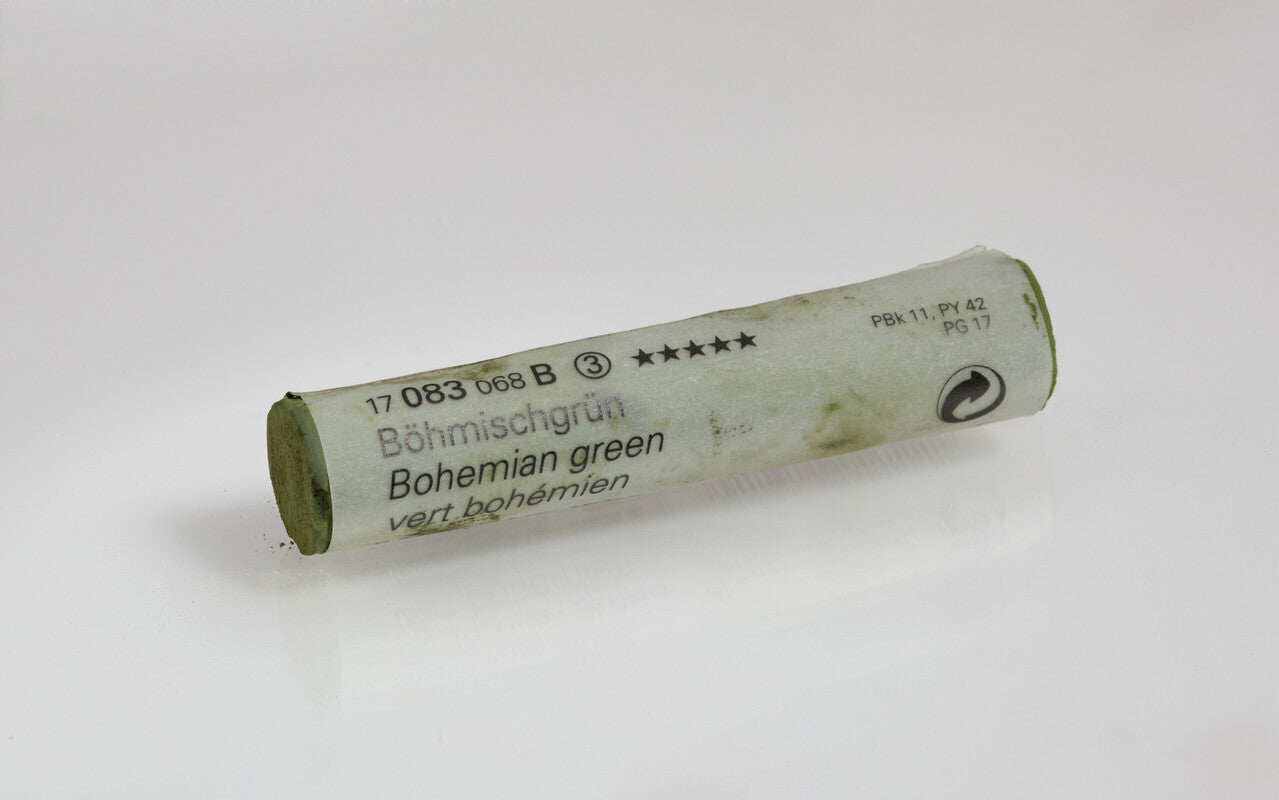 17 083 068 B ③ ★★★★★
Böhmischgrün
Bohemian green
vert bohémien
PBk 11, PY 42
PG 17